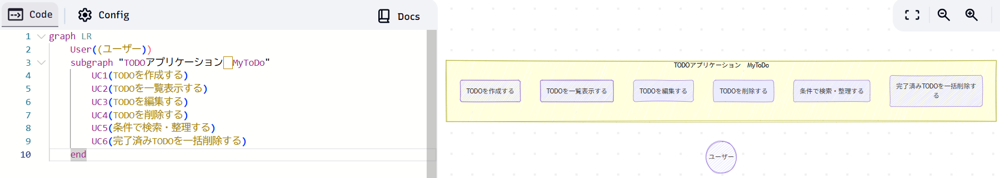 Code
Config
Docs
1 graph LR
2 User((ユーザー))
3 subgraph "TODOアプリケーション　MyToDo"
4 UC1(TODOを作成する)
5 UC2(TODOを一覧表示する)
6 UC3(TODOを編集する)
7 UC4(TODOを削除する)
8 UC5(条件で検索・整理する)
9 UC6(完了済みTODOを一括削除する)
10 end
TODOアプリケーション　MyToDo
TODOを作成する
TODOを一覧表示する
TODOを編集する
TODOを削除する
条件で検索・整理する
完了済みTODOを一括削除す
る
ユーザー